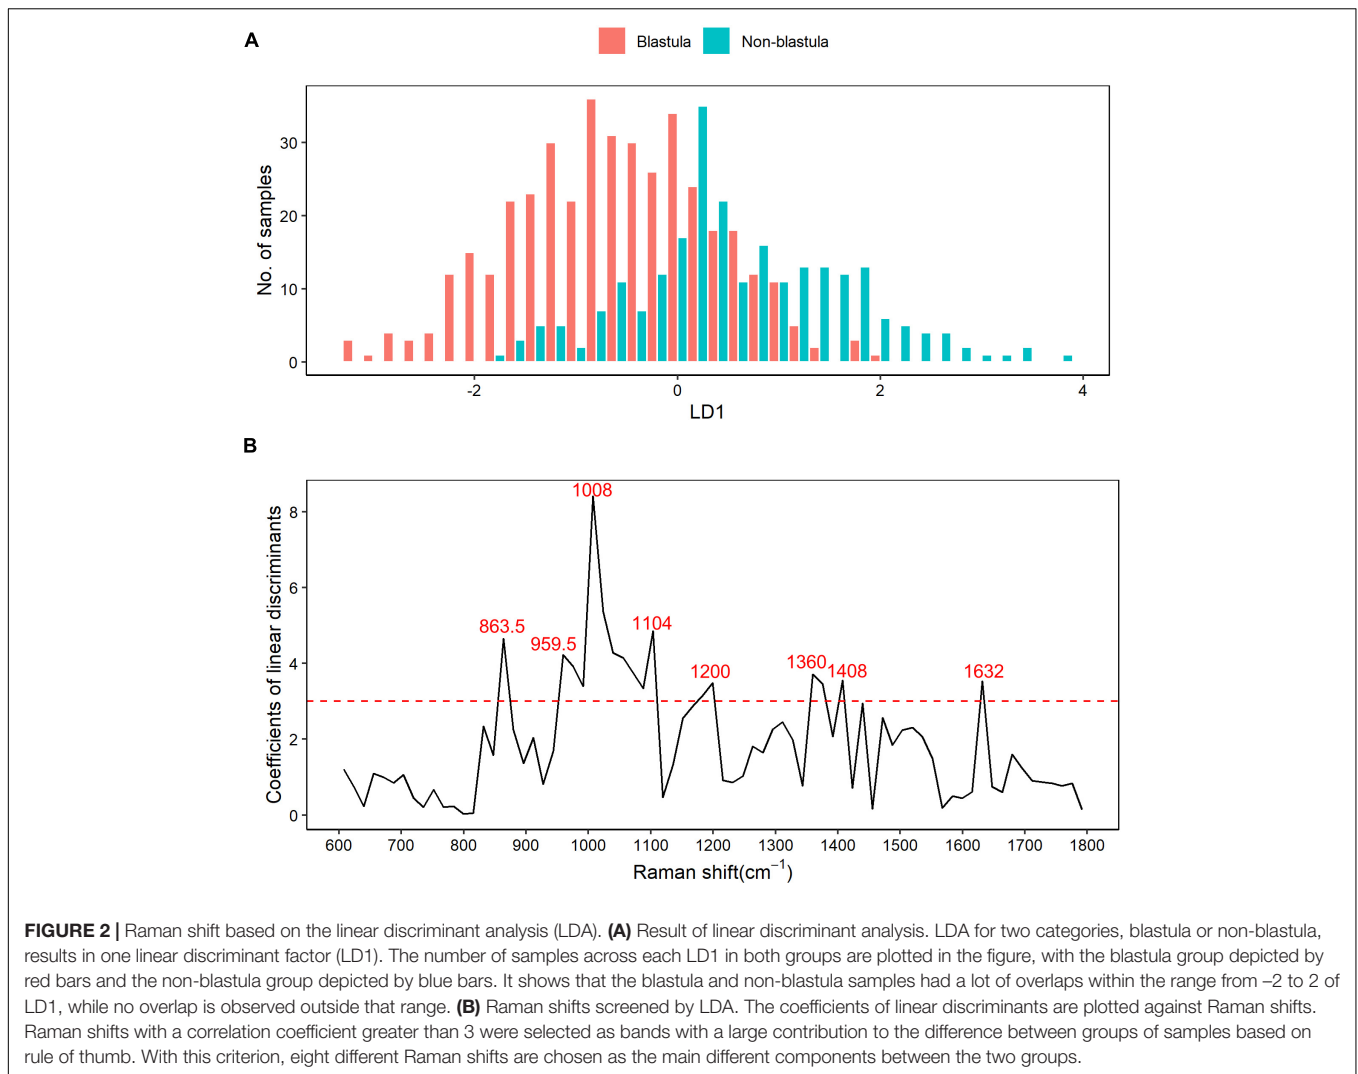 A
Blastula Non-blastula
No. of samples
30
20
10
0
-2 0 2 4
LD1
B
Coefficients of linear discriminants
8
6
4
2
0
1008
863.5
959.5
1104
1200
1360
1408
1632
600 700 800 900 1000 1100 1200 1300 1400 1500 1600 1700 1800
Raman shift(cm⁻¹)
FIGURE 2 | Raman shift based on the linear discriminant analysis (LDA). (A) Result of linear discriminant analysis. LDA for two categories, blastula or non-blastula,
results in one linear discriminant factor (LD1). The number of samples across each LD1 in both groups are plotted in the figure, with the blastula group depicted by
red bars and the non-blastula group depicted by blue bars. It shows that the blastula and non-blastula samples had a lot of overlaps within the range from –2 to 2 of
LD1, while no overlap is observed outside that range. (B) Raman shifts screened by LDA. The coefficients of linear discriminants are plotted against Raman shifts.
Raman shifts with a correlation coefficient greater than 3 were selected as bands with a large contribution to the difference between groups of samples based on
rule of thumb. With this criterion, eight different Raman shifts are chosen as the main different components between the two groups.